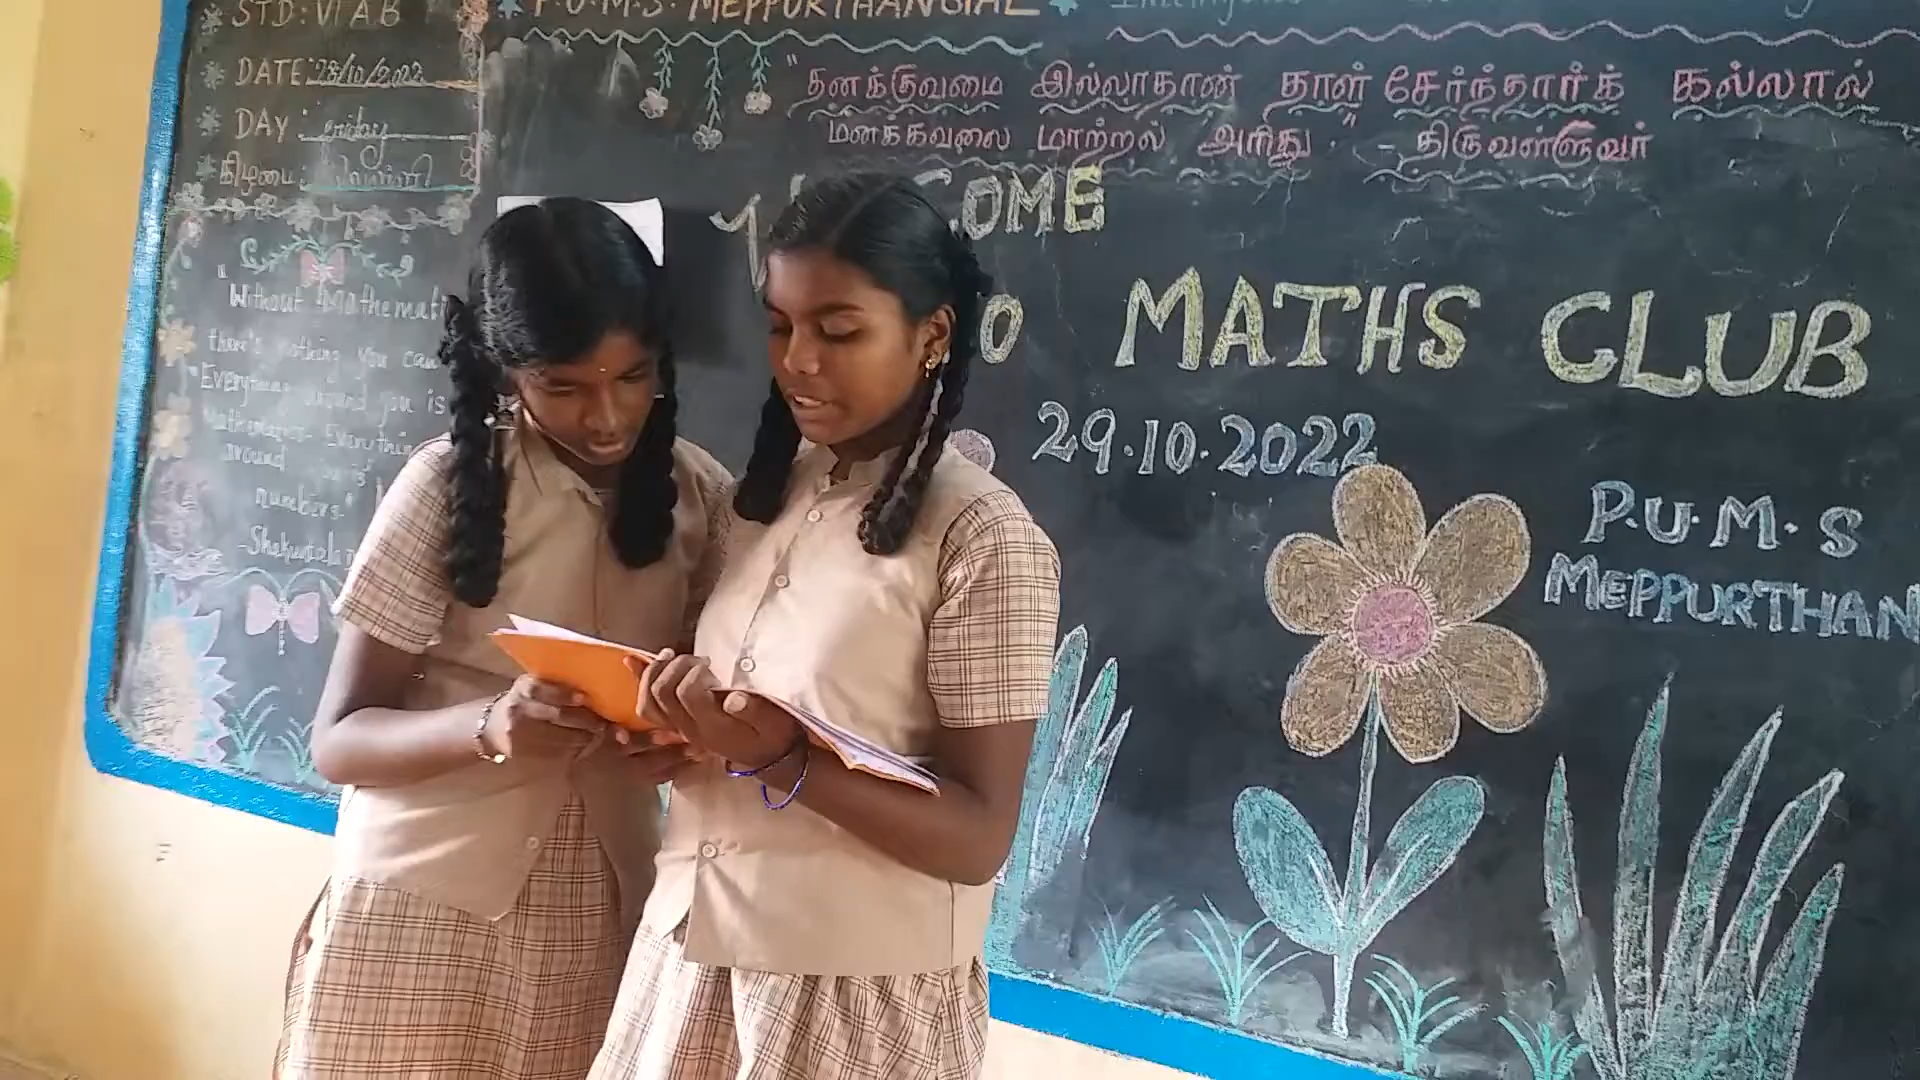 STD: VI A.B
DATE: 28/10/2022
DAY: friday
"Without Mathemati
there's nothing you can
Everything around you is
Mathematics. Everything
around is
numbers."
P.U.M.S. MEPPURTHANGIAL
"தனக்குவமை இல்லாதான் தாள் சேர்ந்தார்க் கல்லால்
மனக்கவலை மாற்றல் அரிது" - திருவள்ளுவர்
COME
O MATHS CLUB
29.10.2022
P.U.M.S
MEPPURTHAN